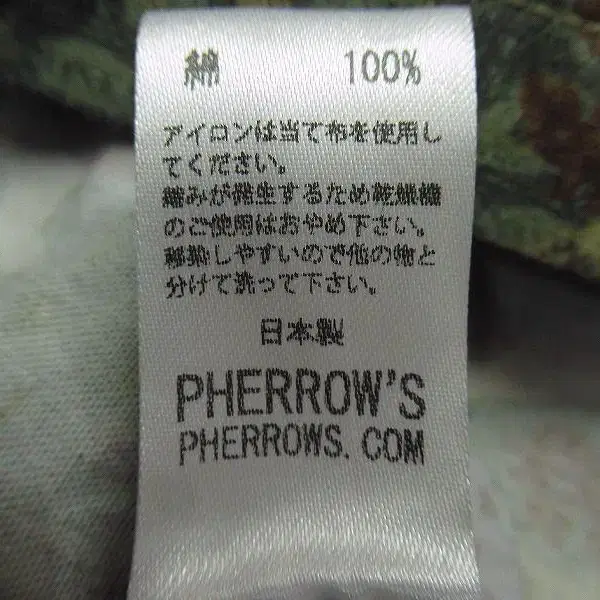 綿 100%
アイロンは当て布を使用し
てください。
縮みが発生するため乾燥機
のご使用はおやめ下さい。
移染しやすいので他の物と
分けて洗って下さい。
日本製
PHERROW'S
PHERROWS.COM